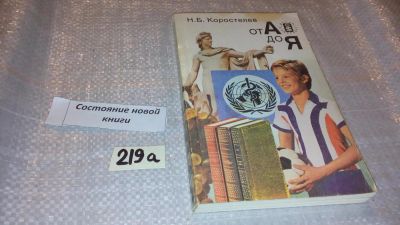 Н.Б. Коростелев
от А
до Я
Состояние новой
книги
219а